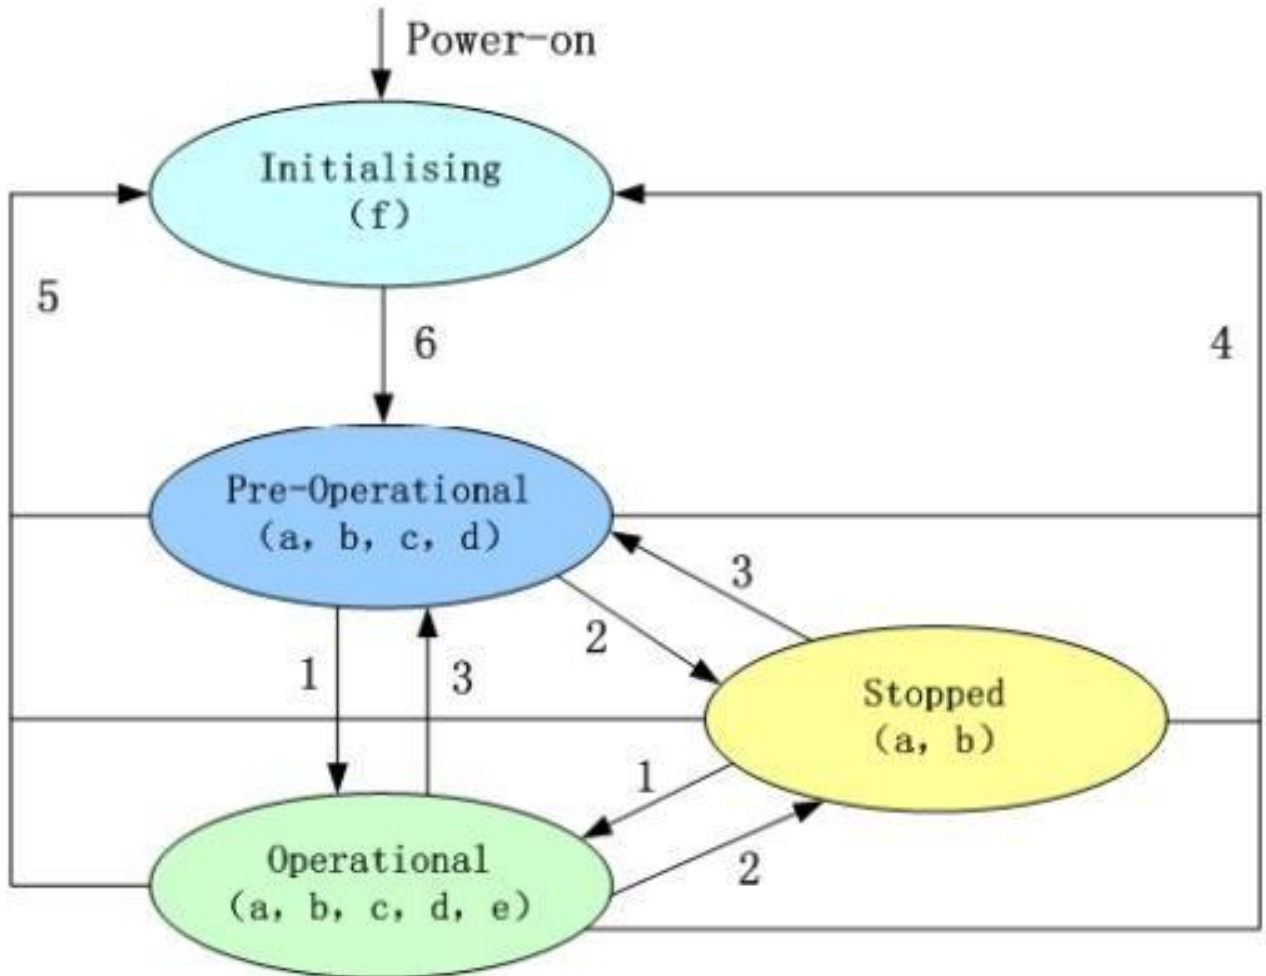 Power-on
Initialising
(f)
5
6
4
Pre-Operational
(a, b, c, d)
3
2
1
3
Stopped
(a, b)
1
Operational
(a, b, c, d, e)
2